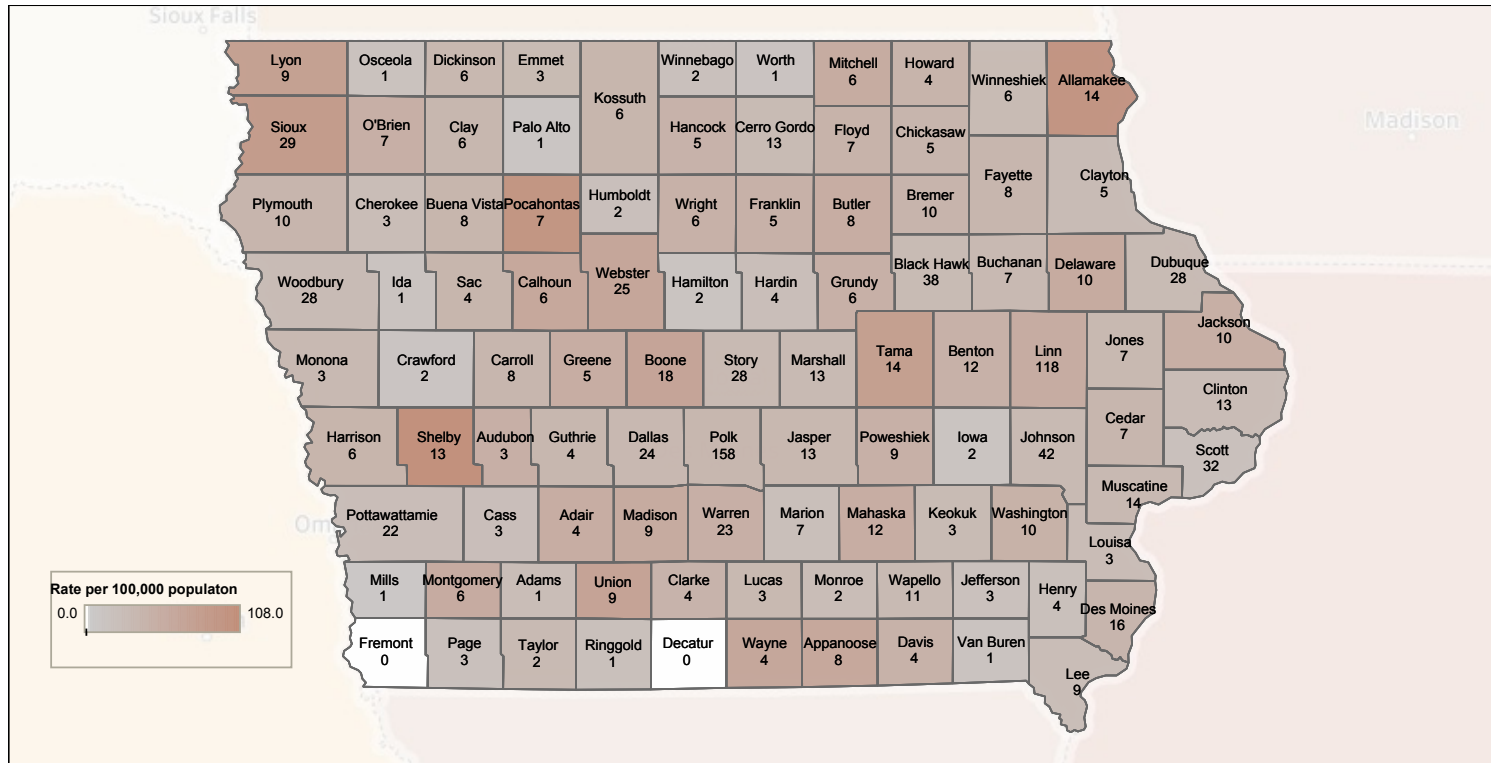 Sioux Falls
Lyon
9
Osceola
1
Dickinson
6
Emmet
3
Kossuth
6
Winnebago
2
Worth
1
Mitchell
6
Howard
4
Winneshiek
6
Allamakee
14
Madison
Sioux
29
O'Brien
7
Clay
6
Palo Alto
1
Hancock
5
Cerro Gordo
13
Floyd
7
Chickasaw
5
Fayette
8
Clayton
5
Plymouth
10
Cherokee
3
Buena Vista
8
Pocahontas
7
Humboldt
2
Wright
6
Franklin
5
Butler
8
Bremer
10
Woodbury
28
Ida
1
Sac
4
Calhoun
6
Webster
25
Hamilton
2
Hardin
4
Grundy
6
Black Hawk
38
Buchanan
7
Delaware
10
Dubuque
28
Jackson
10
Monona
3
Crawford
2
Carroll
8
Greene
5
Boone
18
Story
28
Marshall
13
Tama
14
Benton
12
Linn
118
Jones
7
Clinton
13
Harrison
6
Shelby
13
Audubon
3
Guthrie
4
Dallas
24
Polk
158
Jasper
13
Poweshiek
9
Iowa
2
Johnson
42
Cedar
7
Scott
32
Muscatine
14
Om
Pottawattamie
22
Cass
3
Adair
4
Madison
9
Warren
23
Marion
7
Mahaska
12
Keokuk
3
Washington
10
Louisa
3
Mills
1
Montgomery
6
Adams
1
Union
9
Clarke
4
Lucas
3
Monroe
2
Wapello
11
Jefferson
3
Henry
4
Des Moines
16
Fremont
0
Page
3
Taylor
2
Ringgold
1
Decatur
0
Wayne
4
Appanoose
8
Davis
4
Van Buren
1
Lee
9
Rate per 100,000 populaton
0.0
108.0